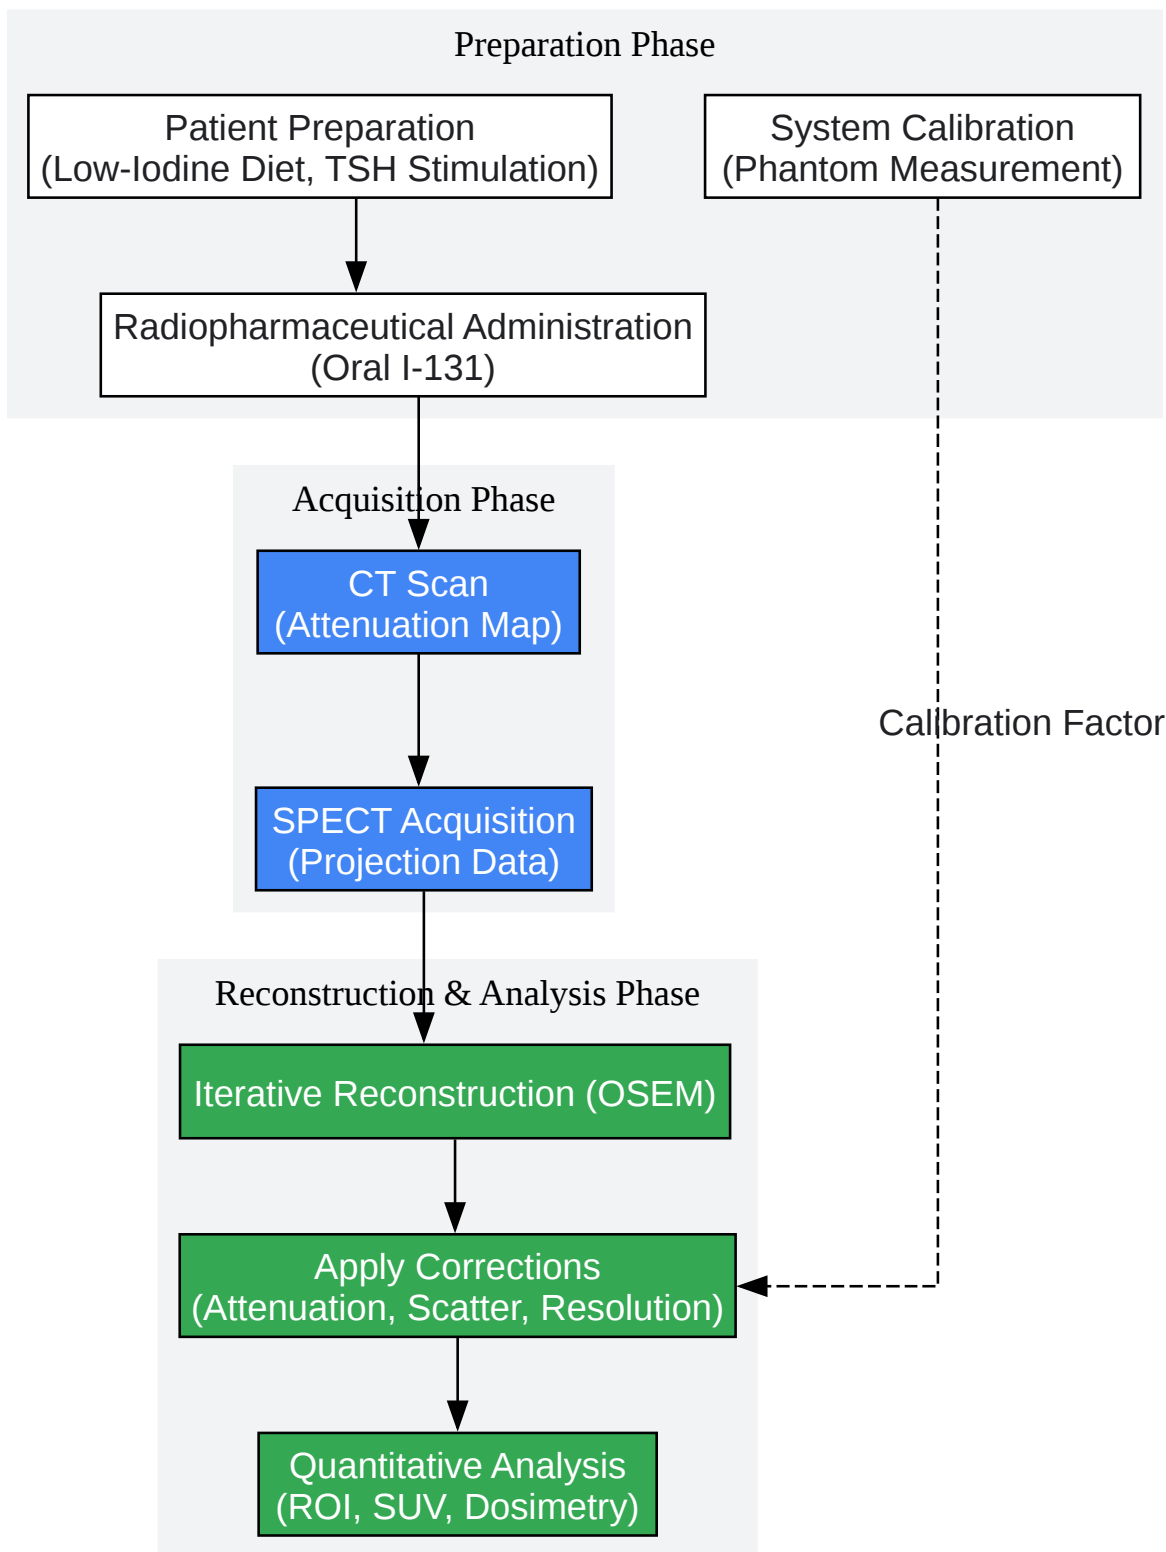 Preparation Phase
Patient Preparation
(Low-Iodine Diet, TSH Stimulation)
System Calibration
(Phantom Measurement)
Radiopharmaceutical Administration
(Oral I-131)
Acquisition Phase
CT Scan
(Attenuation Map)
Calibration Factor
SPECT Acquisition
(Projection Data)
Reconstruction & Analysis Phase
Iterative Reconstruction (OSEM)
Apply Corrections
(Attenuation, Scatter, Resolution)
Quantitative Analysis
(ROI, SUV, Dosimetry)